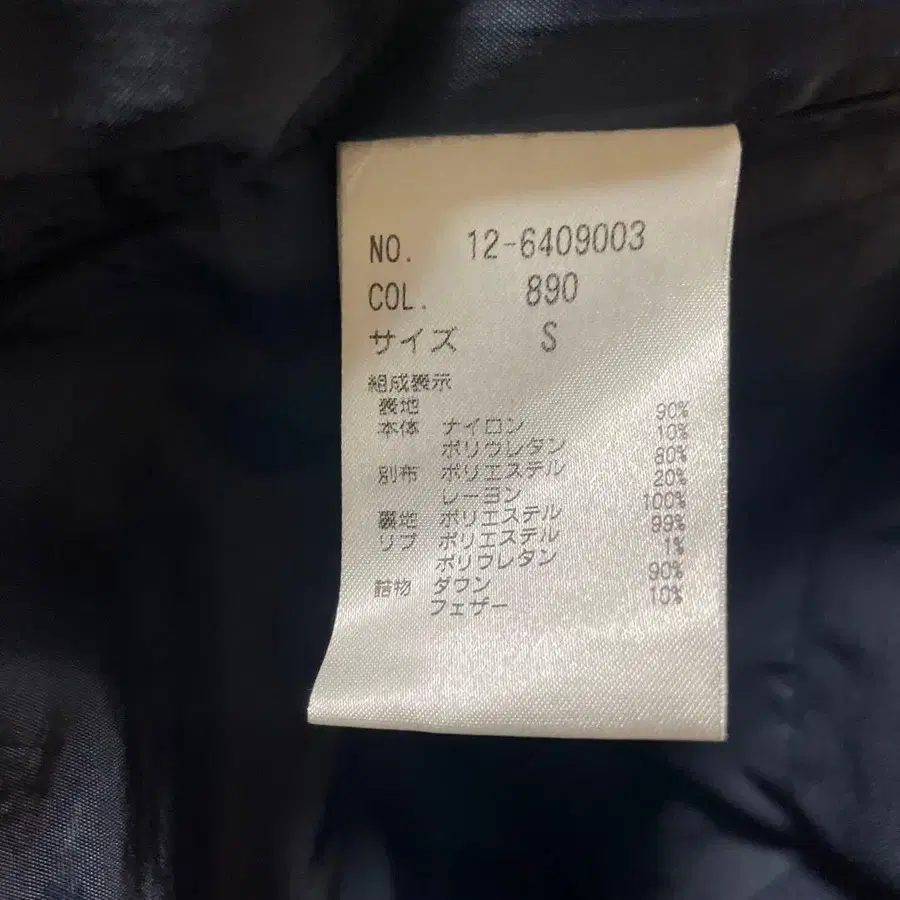 NO. 12-6409003
COL. 890
サイズ S
組成表示
表地
本体 ナイロン 90%
ポリウレタン 10%
別布 ポリエステル 80%
レーヨン 20%
裏地 ポリエステル 100%
リブ ポリエステル 99%
ポリウレタン 1%
詰物 ダウン 90%
フェザー 10%